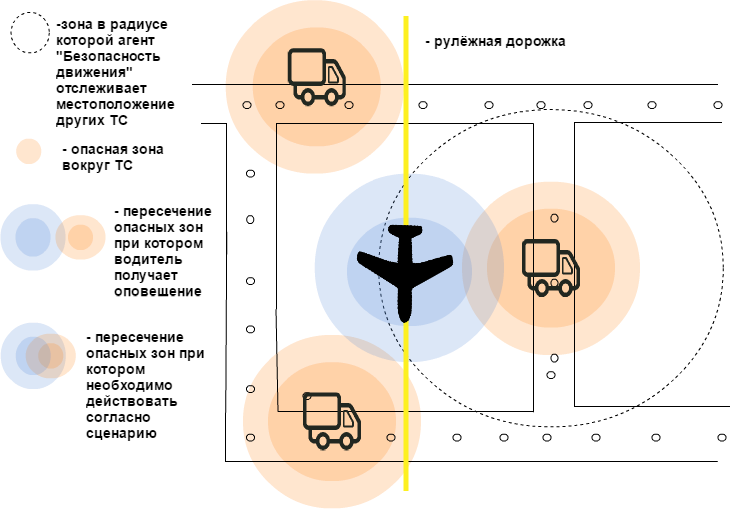 -зона в радиусе
которой агент
"Безопасность
движения"
отслеживает
местоположение
других ТС
- рулёжная дорожка
- опасная зона
вокруг ТС
- пересечение
опасных зон
при котором
водитель
получает
оповешение
- пересечение
опасных зон при
котором
необходимо
действовать
согласно
сценарию